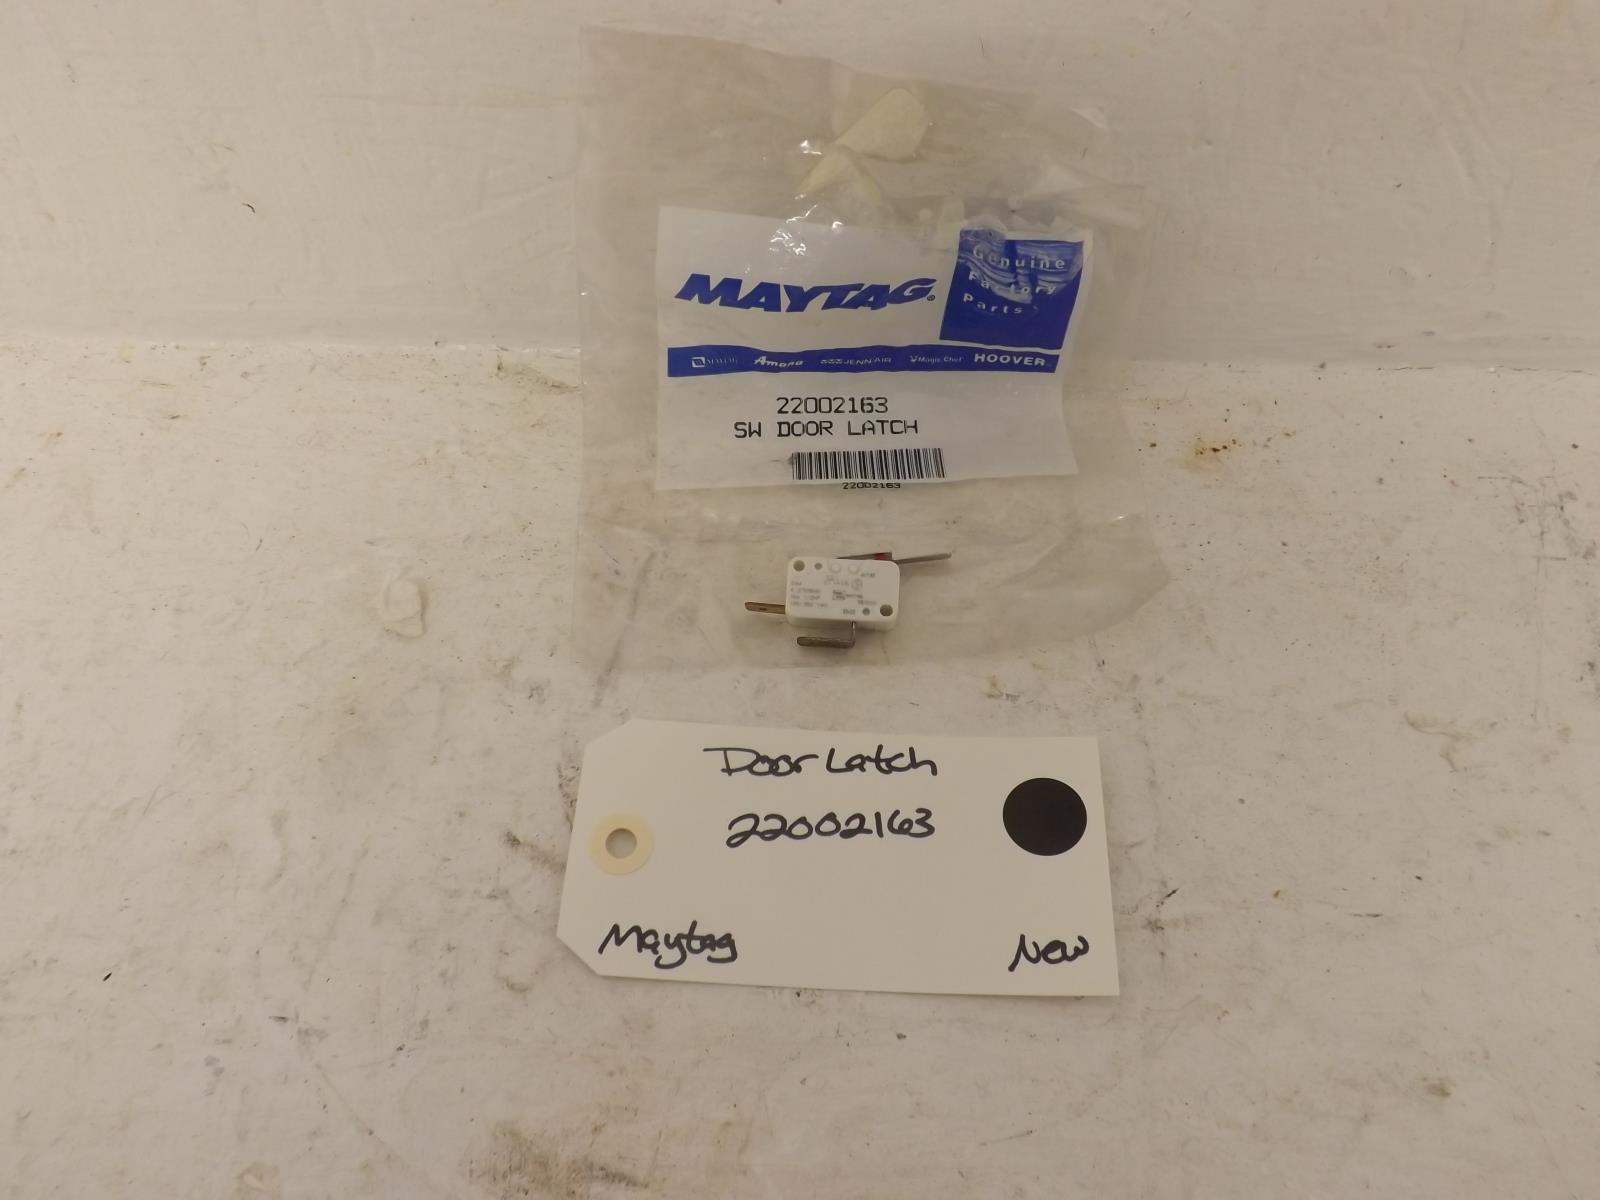 MAYTAG®
Genuine
Factory
Parts
MAYTAG Amana JENN-AIR Magic Chef HOOVER
22002163
SW DOOR LATCH
22002163
Door Latch
22002163
Maytag New